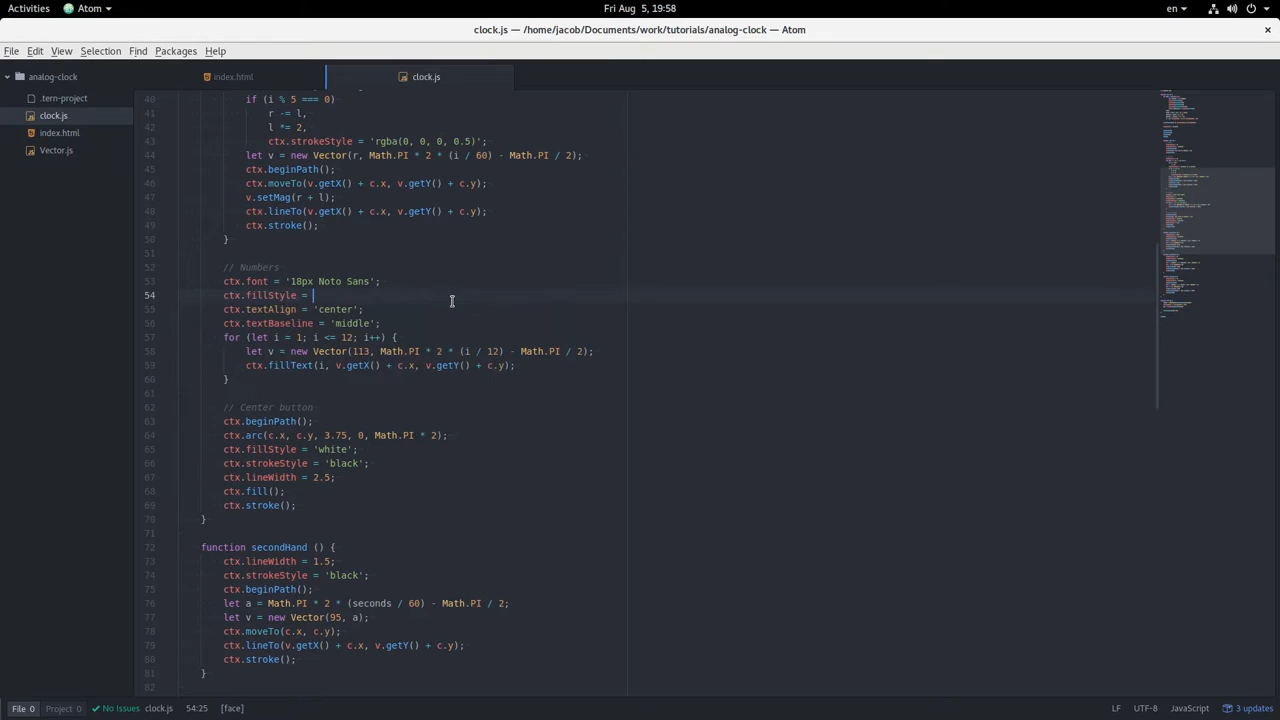 Activities Atom Fri Aug 5, 19:58 en
clock.js — /home/jacob/Documents/work/tutorials/analog-clock — Atom
File Edit View Selection Find Packages Help
analog-clock index.html clock.js
.tern-project
clock.js
index.html
Vector.js
40 if (i % 5 === 0)
41 r -= l,
42 l *= 2,
43 ctx.strokeStyle = 'rgba(0, 0, 0, 0.5)';
44 let v = new Vector(r, Math.PI * 2 * (i / 60) - Math.PI / 2);
45 ctx.beginPath();
46 ctx.moveTo(v.getX() + c.x, v.getY() + c.y);
47 v.setMag(r + l);
48 ctx.lineTo(v.getX() + c.x, v.getY() + c.y);
49 ctx.stroke();
50 }
51
52 // Numbers
53 ctx.font = '18px Noto Sans';
54 ctx.fillStyle =
55 ctx.textAlign = 'center';
56 ctx.textBaseline = 'middle';
57 for (let i = 1; i <= 12; i++) {
58 let v = new Vector(113, Math.PI * 2 * (i / 12) - Math.PI / 2);
59 ctx.fillText(i, v.getX() + c.x, v.getY() + c.y);
60 }
61
62 // Center button
63 ctx.beginPath();
64 ctx.arc(c.x, c.y, 3.75, 0, Math.PI * 2);
65 ctx.fillStyle = 'white';
66 ctx.strokeStyle = 'black';
67 ctx.lineWidth = 2.5;
68 ctx.fill();
69 ctx.stroke();
70 }
71
72 function secondHand () {
73 ctx.lineWidth = 1.5;
74 ctx.strokeStyle = 'black';
75 ctx.beginPath();
76 let a = Math.PI * 2 * (seconds / 60) - Math.PI / 2;
77 let v = new Vector(95, a);
78 ctx.moveTo(c.x, c.y);
79 ctx.lineTo(v.getX() + c.x, v.getY() + c.y);
80 ctx.stroke();
81 }
82
File 0 Project 0 No Issues clock.js 54:25 [face] LF UTF-8 JavaScript 3 updates